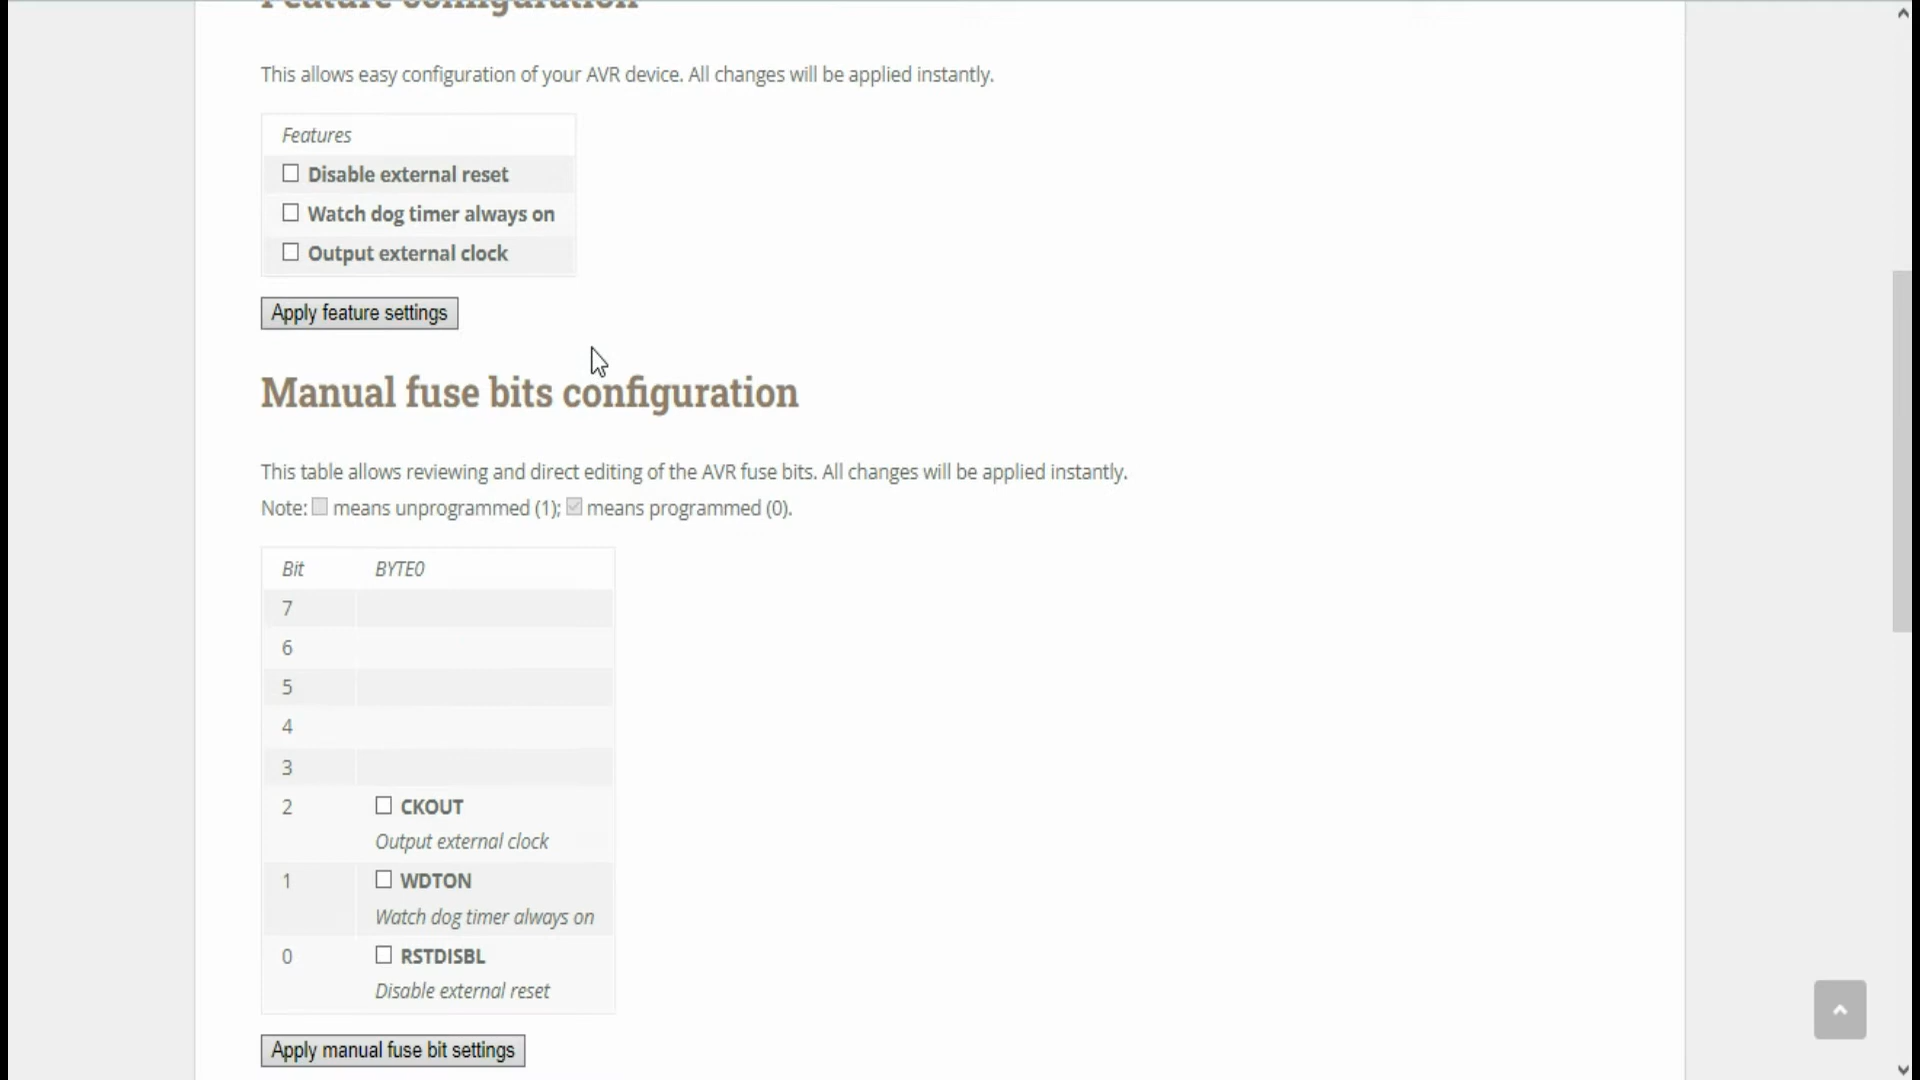 Feature configuration
This allows easy configuration of your AVR device. All changes will be applied instantly.
Features
Disable external reset
Watch dog timer always on
Output external clock
Apply feature settings
Manual fuse bits configuration
This table allows reviewing and direct editing of the AVR fuse bits. All changes will be applied instantly.
Note: means unprogrammed (1); means programmed (0).
Bit BYTE0
7
6
5
4
3
2 CKOUT
Output external clock
1 WDTON
Watch dog timer always on
0 RSTDISBL
Disable external reset
Apply manual fuse bit settings